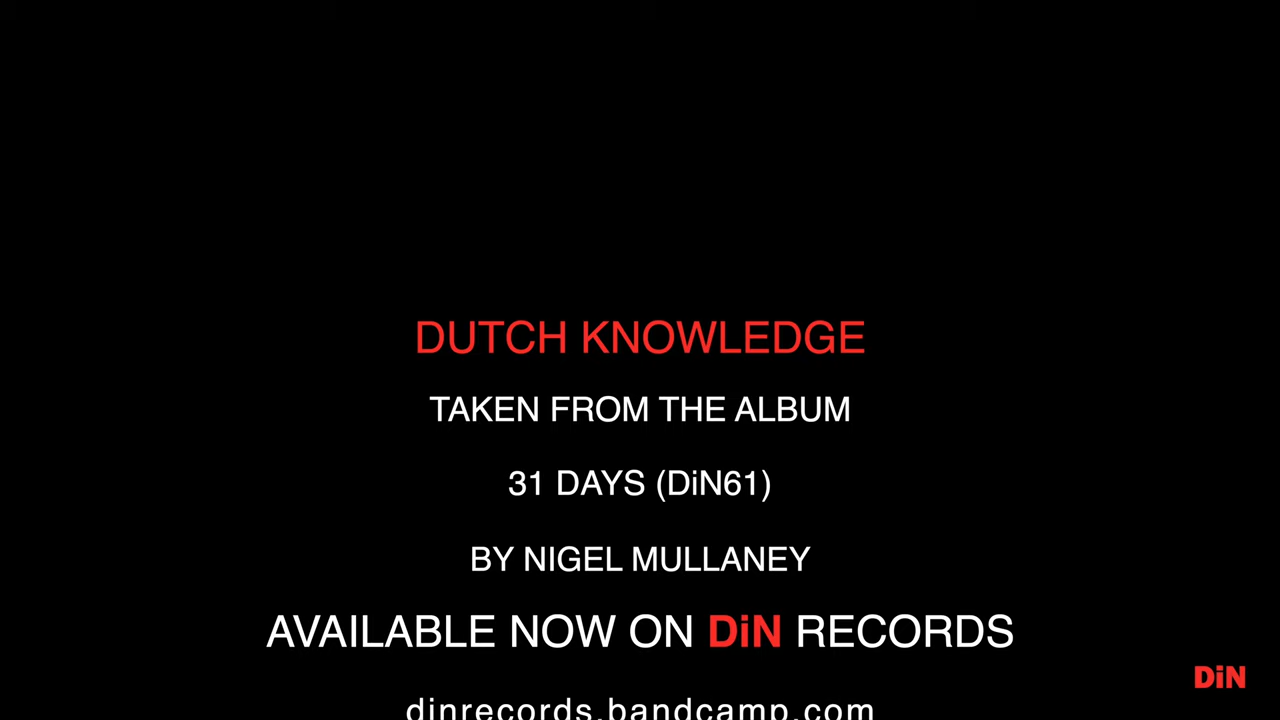 DUTCH KNOWLEDGE
TAKEN FROM THE ALBUM
31 DAYS (DiN61)
BY NIGEL MULLANEY
AVAILABLE NOW ON DiN RECORDS
DiN
dinrecords.bandcamp.com